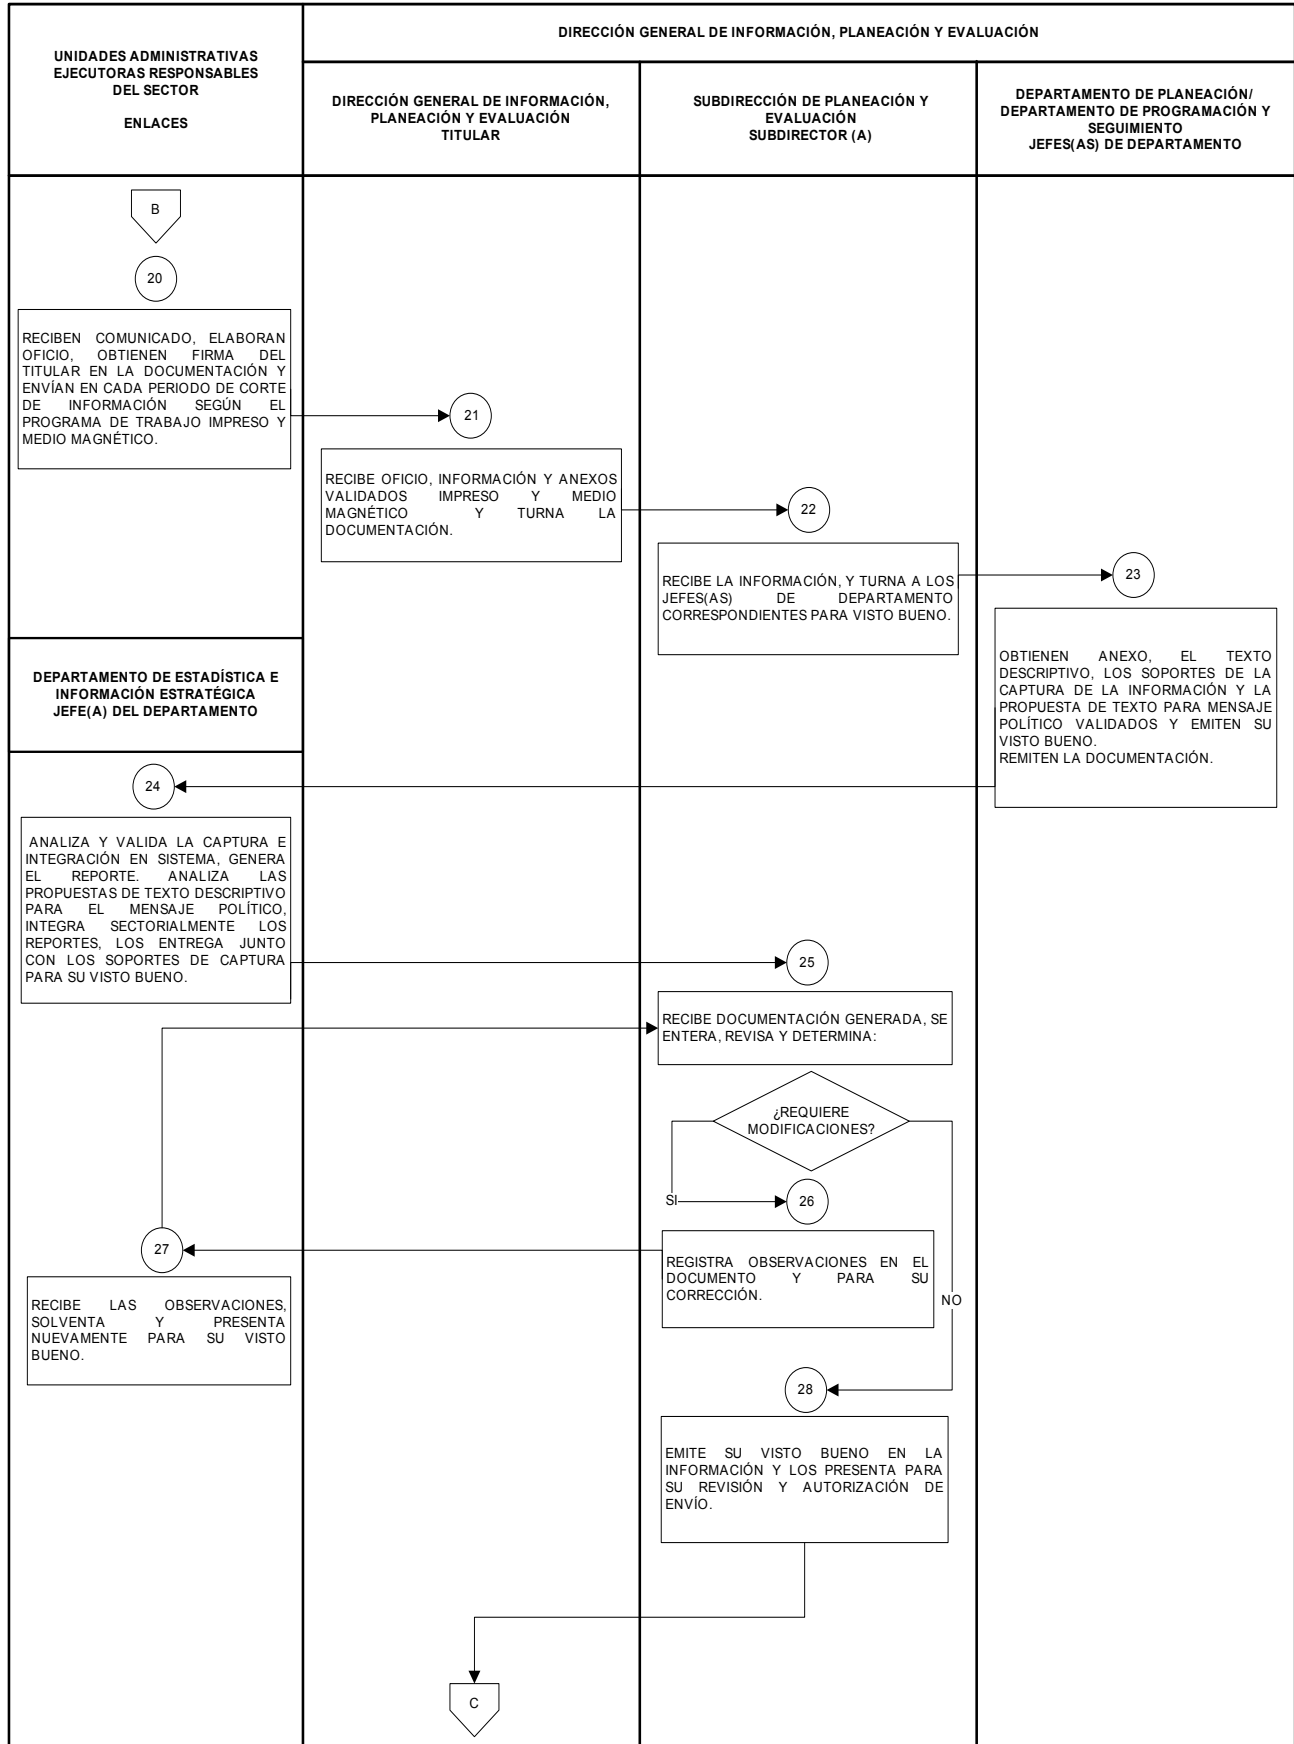 UNIDADES ADMINISTRATIVAS
EJECUTORAS RESPONSABLES
DEL SECTOR
ENLACES
DIRECCIÓN GENERAL DE INFORMACIÓN, PLANEACIÓN Y EVALUACIÓN
DIRECCIÓN GENERAL DE INFORMACIÓN,
PLANEACIÓN Y EVALUACIÓN
TITULAR
SUBDIRECCIÓN DE PLANEACIÓN Y
EVALUACIÓN
SUBDIRECTOR (A)
DEPARTAMENTO DE PLANEACIÓN/
DEPARTAMENTO DE PROGRAMACIÓN Y
SEGUIMIENTO
JEFES(AS) DE DEPARTAMENTO
B
20
RECIBEN COMUNICADO, ELABORAN
OFICIO, OBTIENEN FIRMA DEL
TITULAR EN LA DOCUMENTACIÓN Y
ENVÍAN EN CADA PERIODO DE CORTE
DE INFORMACIÓN SEGÚN EL
PROGRAMA DE TRABAJO IMPRESO Y
MEDIO MAGNÉTICO.
21
RECIBE OFICIO, INFORMACIÓN Y ANEXOS
VALIDADOS IMPRESO Y MEDIO
MAGNÉTICO Y TURNA LA
DOCUMENTACIÓN.
22
RECIBE LA INFORMACIÓN, Y TURNA A LOS
JEFES(AS) DE DEPARTAMENTO
CORRESPONDIENTES PARA VISTO BUENO.
23
OBTIENEN ANEXO, EL TEXTO
DESCRIPTIVO, LOS SOPORTES DE LA
CAPTURA DE LA INFORMACIÓN Y LA
PROPUESTA DE TEXTO PARA MENSAJE
POLÍTICO VALIDADOS Y EMITEN SU
VISTO BUENO.
REMITEN LA DOCUMENTACIÓN.
DEPARTAMENTO DE ESTADÍSTICA E
INFORMACIÓN ESTRATÉGICA
JEFE(A) DEL DEPARTAMENTO
24
ANALIZA Y VALIDA LA CAPTURA E
INTEGRACIÓN EN SISTEMA, GENERA
EL REPORTE. ANALIZA LAS
PROPUESTAS DE TEXTO DESCRIPTIVO
PARA EL MENSAJE POLÍTICO,
INTEGRA SECTORIALMENTE LOS
REPORTES, LOS ENTREGA JUNTO
CON LOS SOPORTES DE CAPTURA
PARA SU VISTO BUENO.
25
RECIBE DOCUMENTACIÓN GENERADA, SE
ENTERA, REVISA Y DETERMINA:
¿REQUIERE
MODIFICACIONES?
SI
26
REGISTRA OBSERVACIONES EN EL
DOCUMENTO Y PARA SU
CORRECCIÓN.
NO
27
RECIBE LAS OBSERVACIONES,
SOLVENTA Y PRESENTA
NUEVAMENTE PARA SU VISTO
BUENO.
28
EMITE SU VISTO BUENO EN LA
INFORMACIÓN Y LOS PRESENTA PARA
SU REVISIÓN Y AUTORIZACIÓN DE
ENVÍO.
C